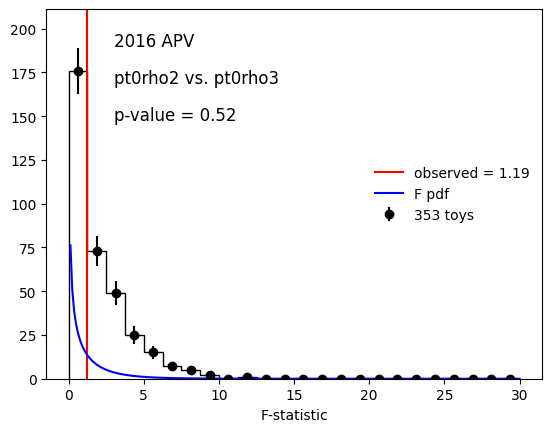 2016 APV
pt0rho2 vs. pt0rho3
p-value = 0.52
observed = 1.19
F pdf
353 toys
200
175
150
125
100
75
50
25
0
0 5 10 15 20 25 30
F-statistic